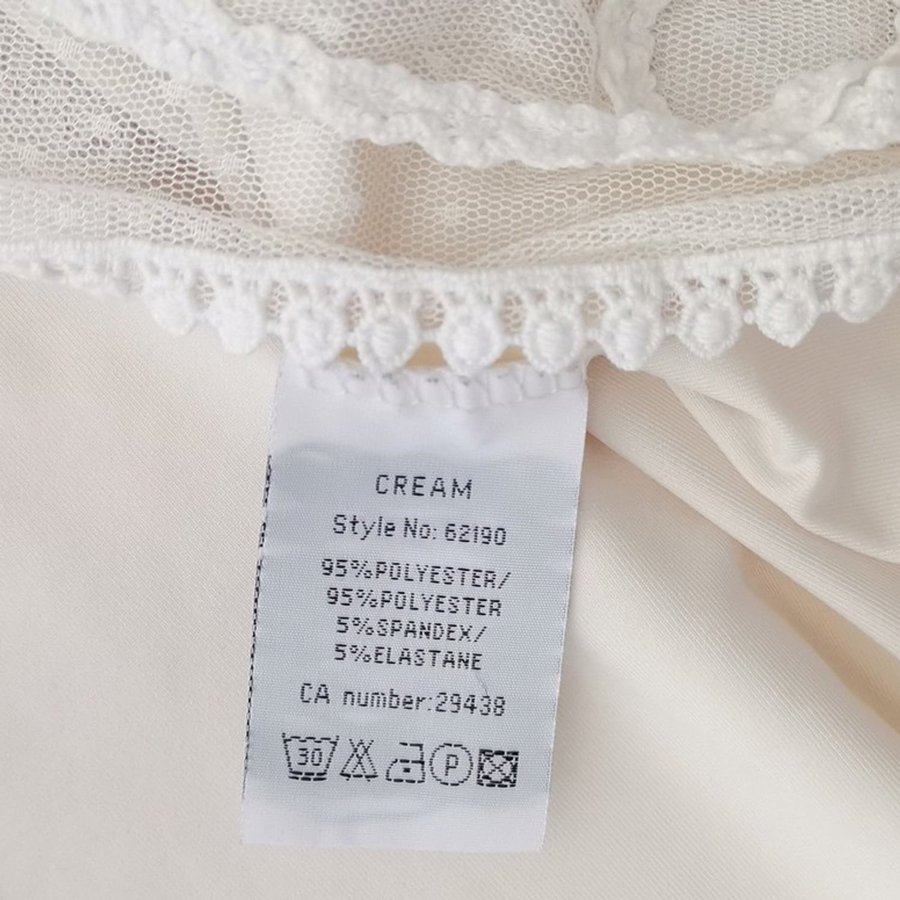 CREAM
Style No: 62190
95%POLYESTER/
95%POLYESTER
5%SPANDEX/
5%ELASTANE
CA number:29438
30 P